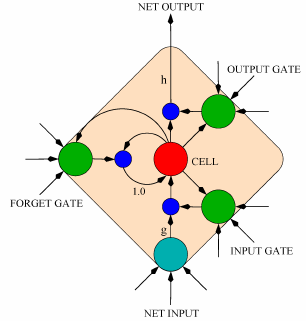 NET OUTPUT
h
OUTPUT GATE
CELL
1.0
FORGET GATE
g
INPUT GATE
NET INPUT